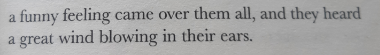 a funny feeling came over them all, and they heard
a great wind blowing in their ears.